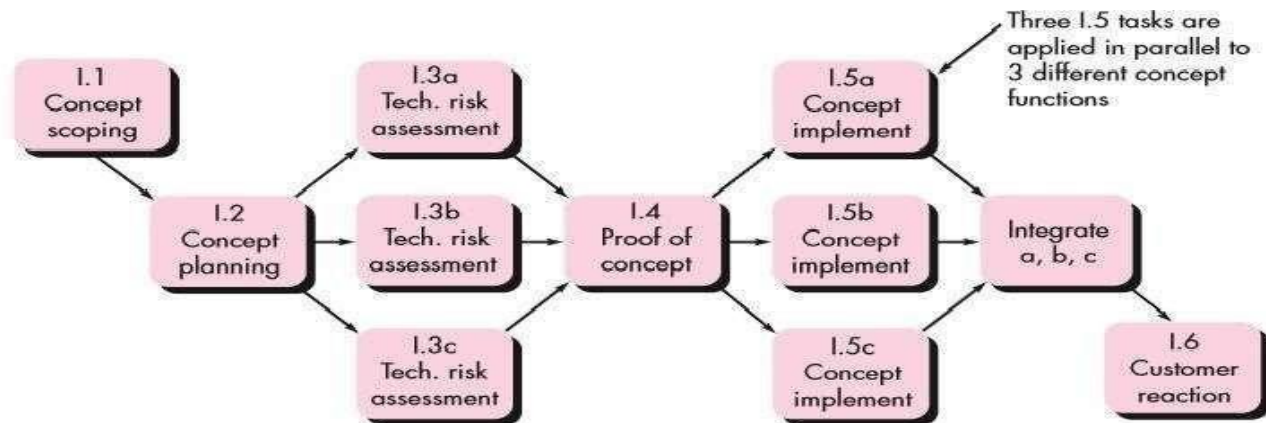 I.1
Concept
scoping
I.2
Concept
planning
I.3a
Tech. risk
assessment
I.3b
Tech. risk
assessment
I.3c
Tech. risk
assessment
I.4
Proof of
concept
I.5a
Concept
implement
I.5b
Concept
implement
I.5c
Concept
implement
Three I.5 tasks are
applied in parallel to
3 different concept
functions
Integrate
a, b, c
I.6
Customer
reaction